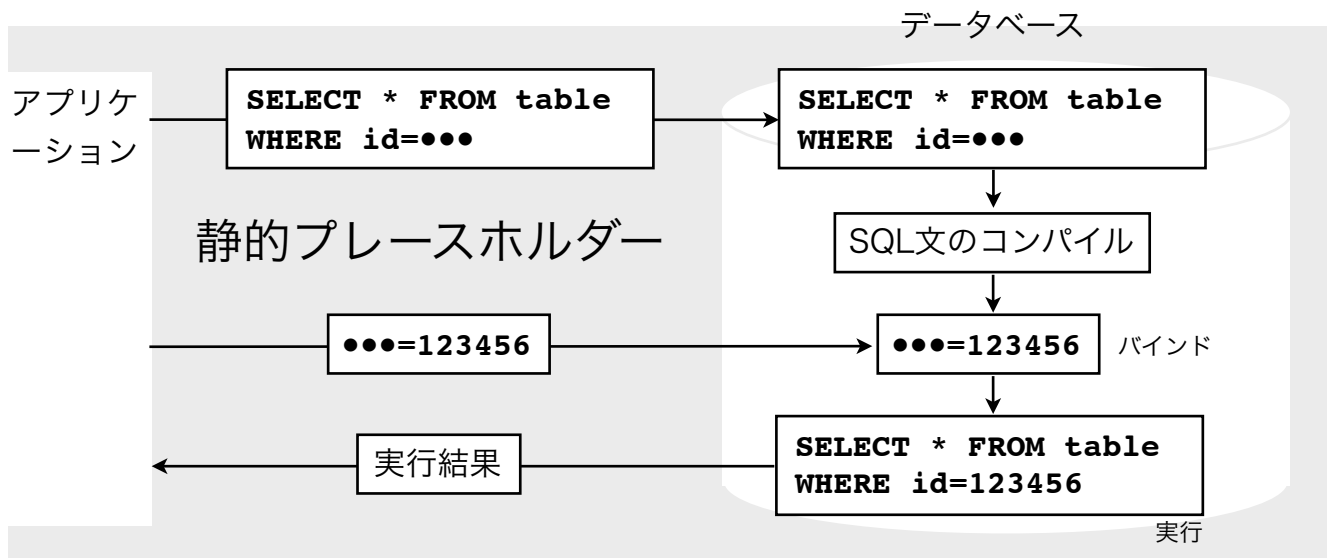 データベース
アプリケ
ーション
SELECT * FROM table
WHERE id=●●●
SELECT * FROM table
WHERE id=●●●
静的プレースホルダー
SQL文のコンパイル
●●●=123456
●●●=123456
バインド
実行結果
SELECT * FROM table
WHERE id=123456
実行